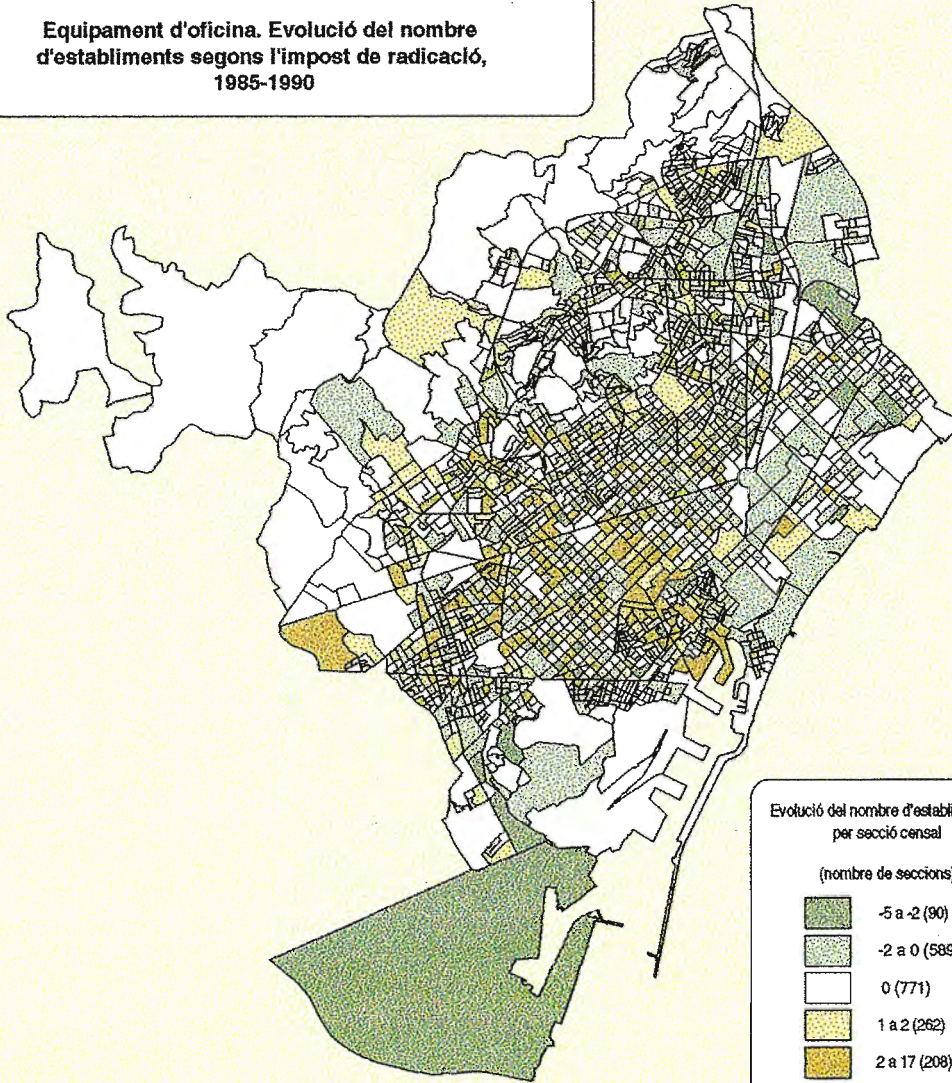 Equipament d'oficina. Evolució del nombre
d'establiments segons l'impost de radicació,
1985-1990
Evolució del nombre d'establi
per secció censal
(nombre de seccions)
-5 a -2 (90)
-2 a 0 (589
0 (771)
1 a 2 (262)
2 a 17 (208)